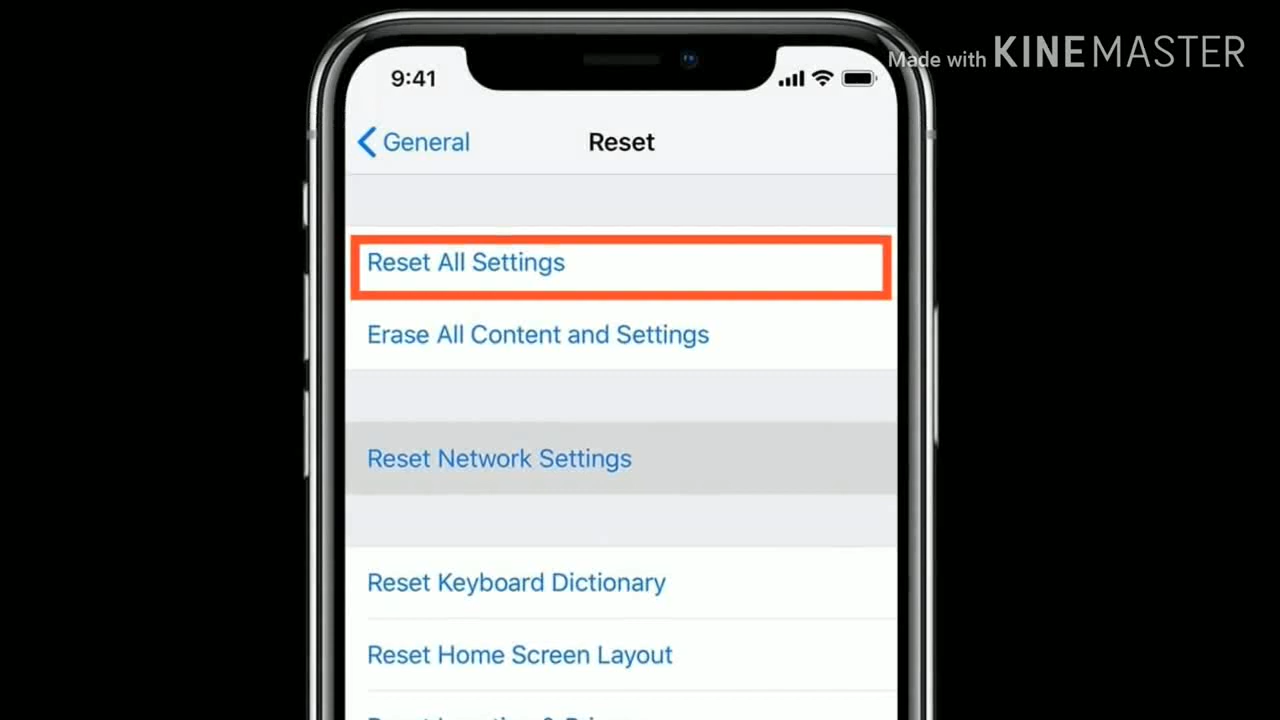 Made with KINEMASTER
9:41
General
Reset
Reset All Settings
Erase All Content and Settings
Reset Network Settings
Reset Keyboard Dictionary
Reset Home Screen Layout